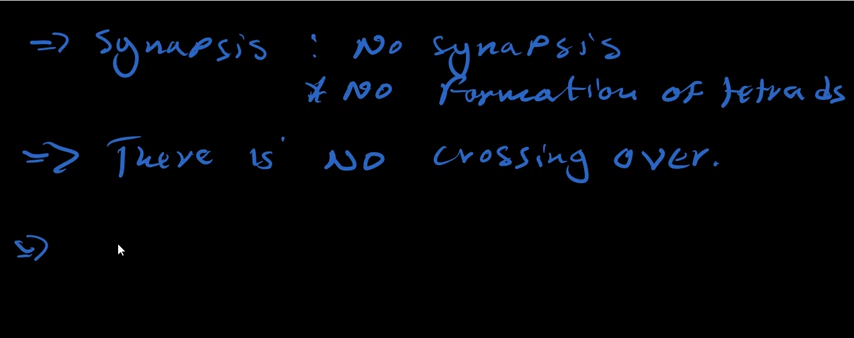 => Synapsis : No synapsis
* No Formation of tetrads
=> There is No crossing over.
=>